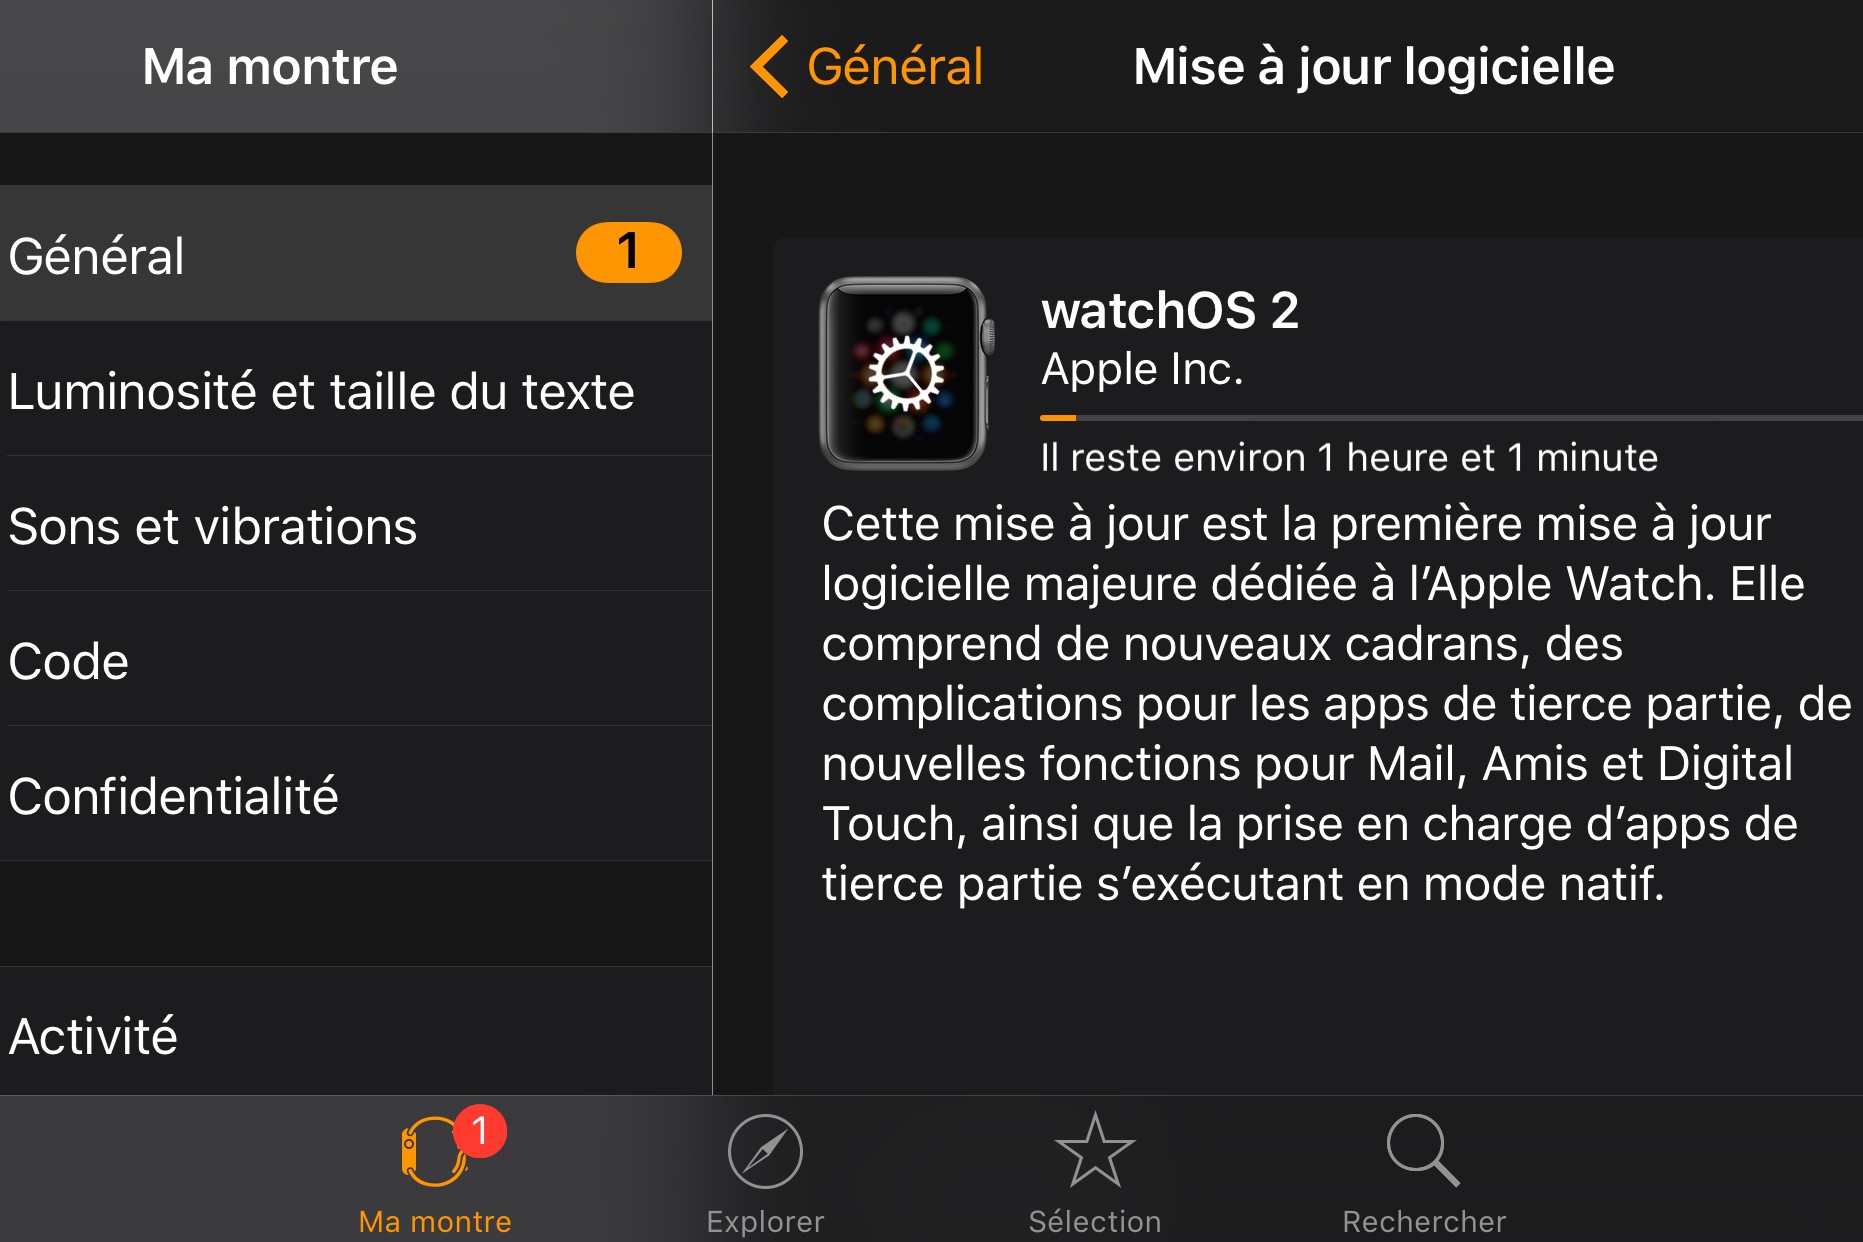 Ma montre
Général
1
Luminosité et taille du texte
Sons et vibrations
Code
Confidentialité
Activité
Général
Mise à jour logicielle
watchOS 2
Apple Inc.
Il reste environ 1 heure et 1 minute
Cette mise à jour est la première mise à jour
logicielle majeure dédiée à l’Apple Watch. Elle
comprend de nouveaux cadrans, des
complications pour les apps de tierce partie, de
nouvelles fonctions pour Mail, Amis et Digital
Touch, ainsi que la prise en charge d’apps de
tierce partie s’exécutant en mode natif.
1
Ma montre
Explorer
Sélection
Rechercher